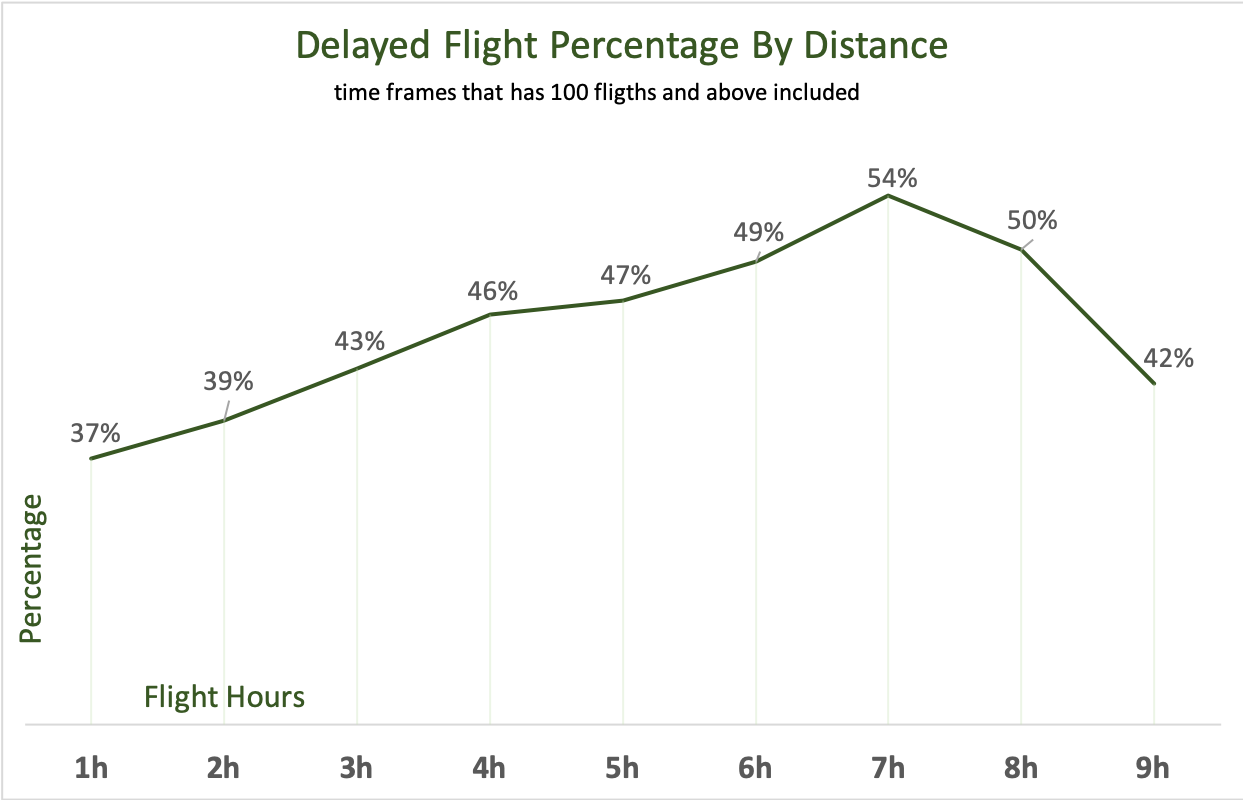 Delayed Flight Percentage By Distance
time frames that has 100 fligths and above included
54%
50%
49%
47%
46%
43%
42%
39%
37%
Percentage
Flight Hours
1h 2h 3h 4h 5h 6h 7h 8h 9h